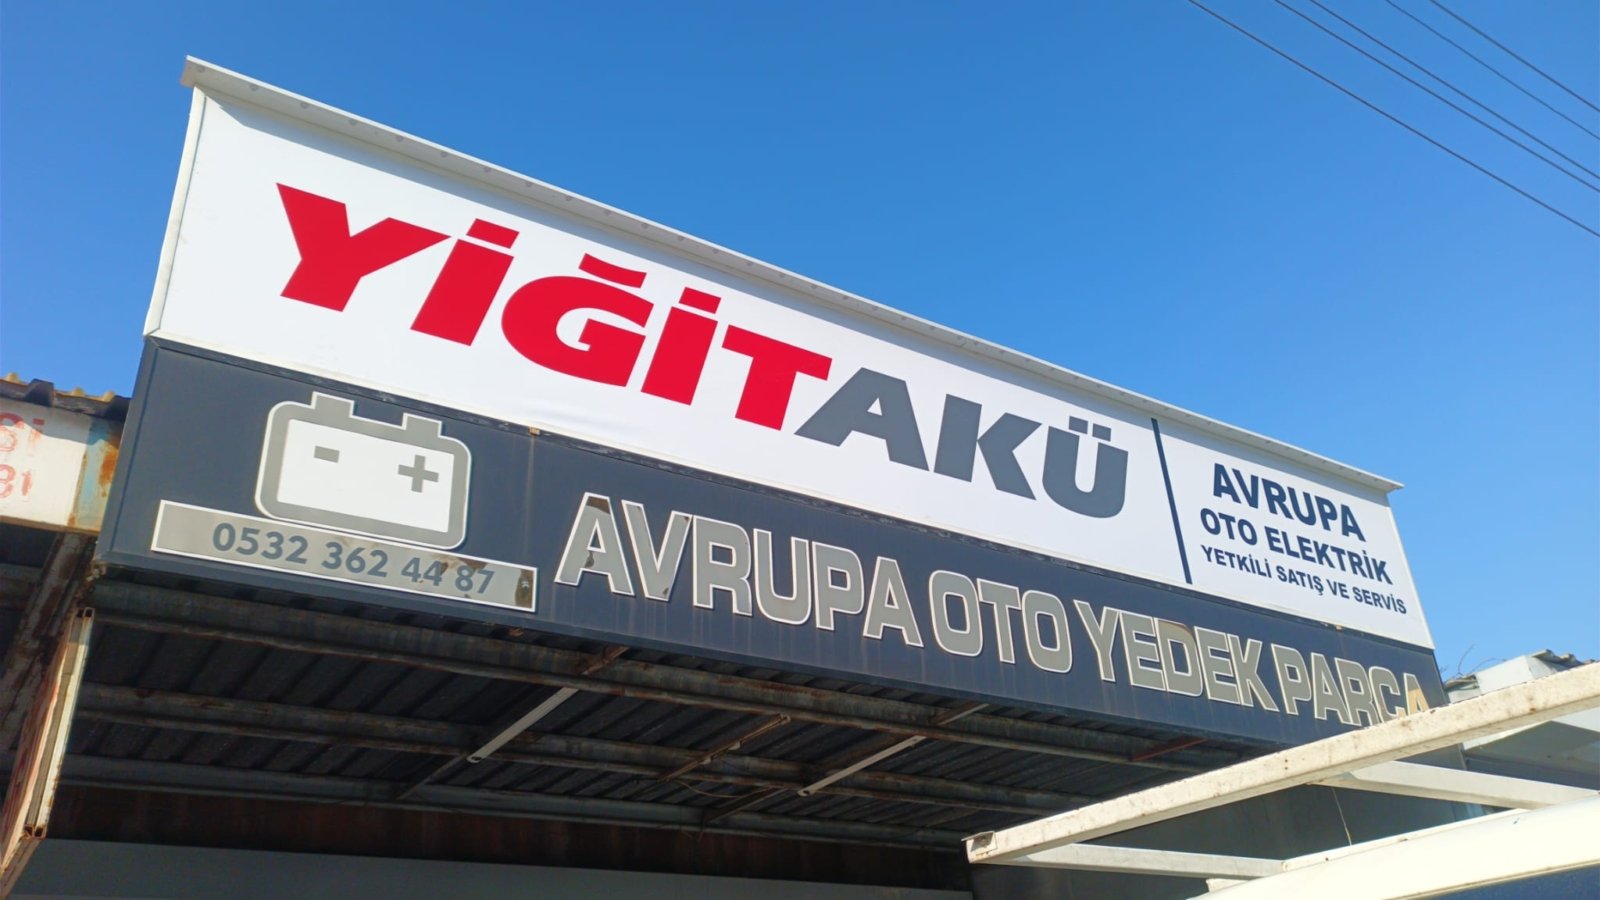 YİĞİTAKÜ
AVRUPA
OTO ELEKTRİK
YETKİLİ SATIŞ VE SERVİS
- +
0532 362 44 87
AVRUPA OTO YEDEK PARÇA